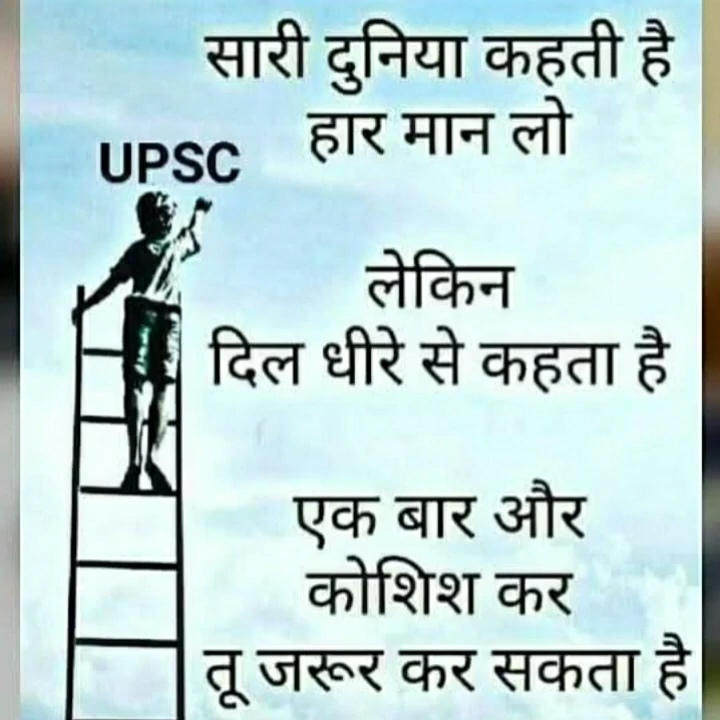 सारी दुनिया कहती है
हार मान लो
UPSC
लेकिन
दिल धीरे से कहता है
एक बार और
कोशिश कर
तू जरूर कर सकता है